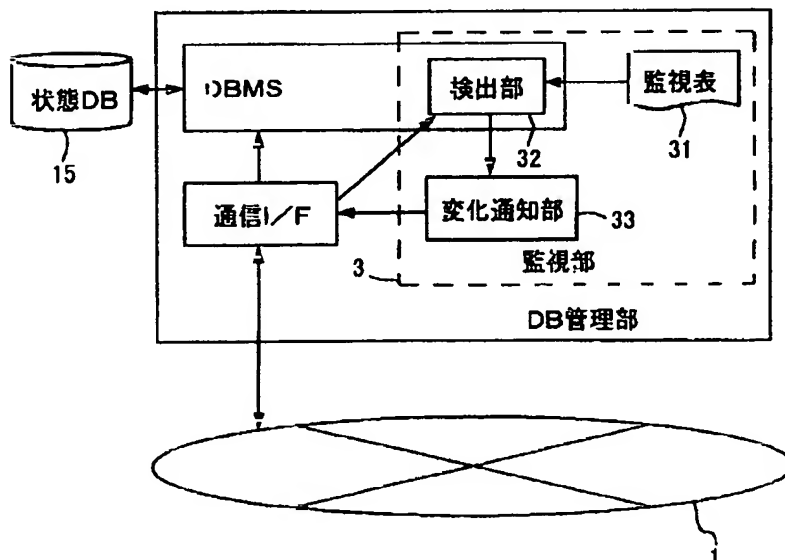 状態DB
15
DBMS
検出部
32
監視表
31
通信I/F
変化通知部
33
3
監視部
DB管理部
1